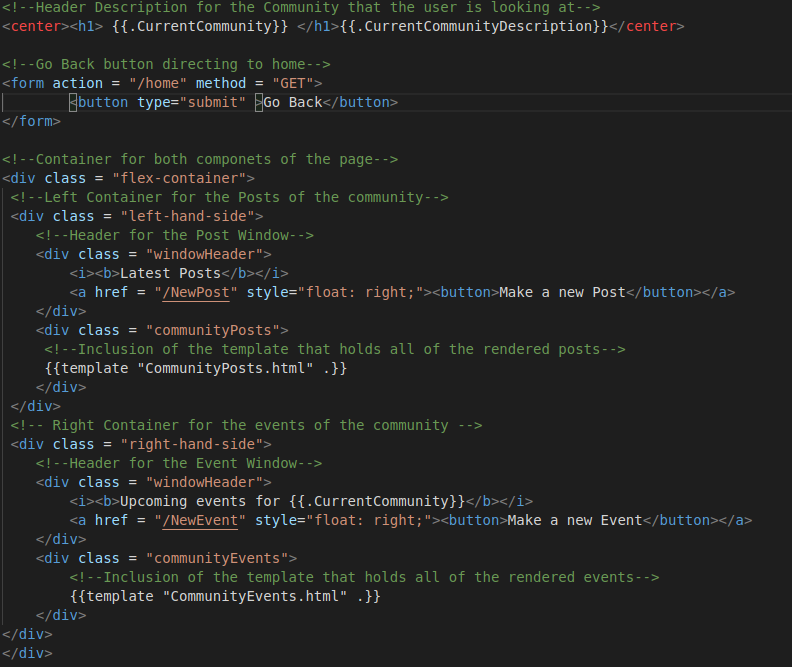 <!--Header Description for the Community that the user is looking at-->
<center><h1> {{.CurrentCommunity}} </h1>{{.CurrentCommunityDescription}}</center>

<!--Go Back button directing to home-->
<form action = "/home" method = "GET">
        <button type="submit" >Go Back</button>
</form>

<!--Container for both componets of the page-->
<div class = "flex-container">
 <!--Left Container for the Posts of the community-->
 <div class = "left-hand-side">
    <!--Header for the Post Window-->
    <div class = "windowHeader">
        <i><b>Latest Posts</b></i>
        <a href = "/NewPost" style="float: right;"><button>Make a new Post</button></a>
    </div>
    <div class = "communityPosts">
     <!--Inclusion of the template that holds all of the rendered posts-->
     {{template "CommunityPosts.html" .}}
    </div>
 </div>
 <!-- Right Container for the events of the community -->
 <div class = "right-hand-side">
    <!--Header for the Event Window-->
    <div class = "windowHeader">
        <i><b>Upcoming events for {{.CurrentCommunity}}</b></i>
        <a href = "/NewEvent" style="float: right;"><button>Make a new Event</button></a>
    </div>
    <div class = "communityEvents">
        <!--Inclusion of the template that holds all of the rendered events-->
        {{template "CommunityEvents.html" .}}
    </div>
</div>
</div>